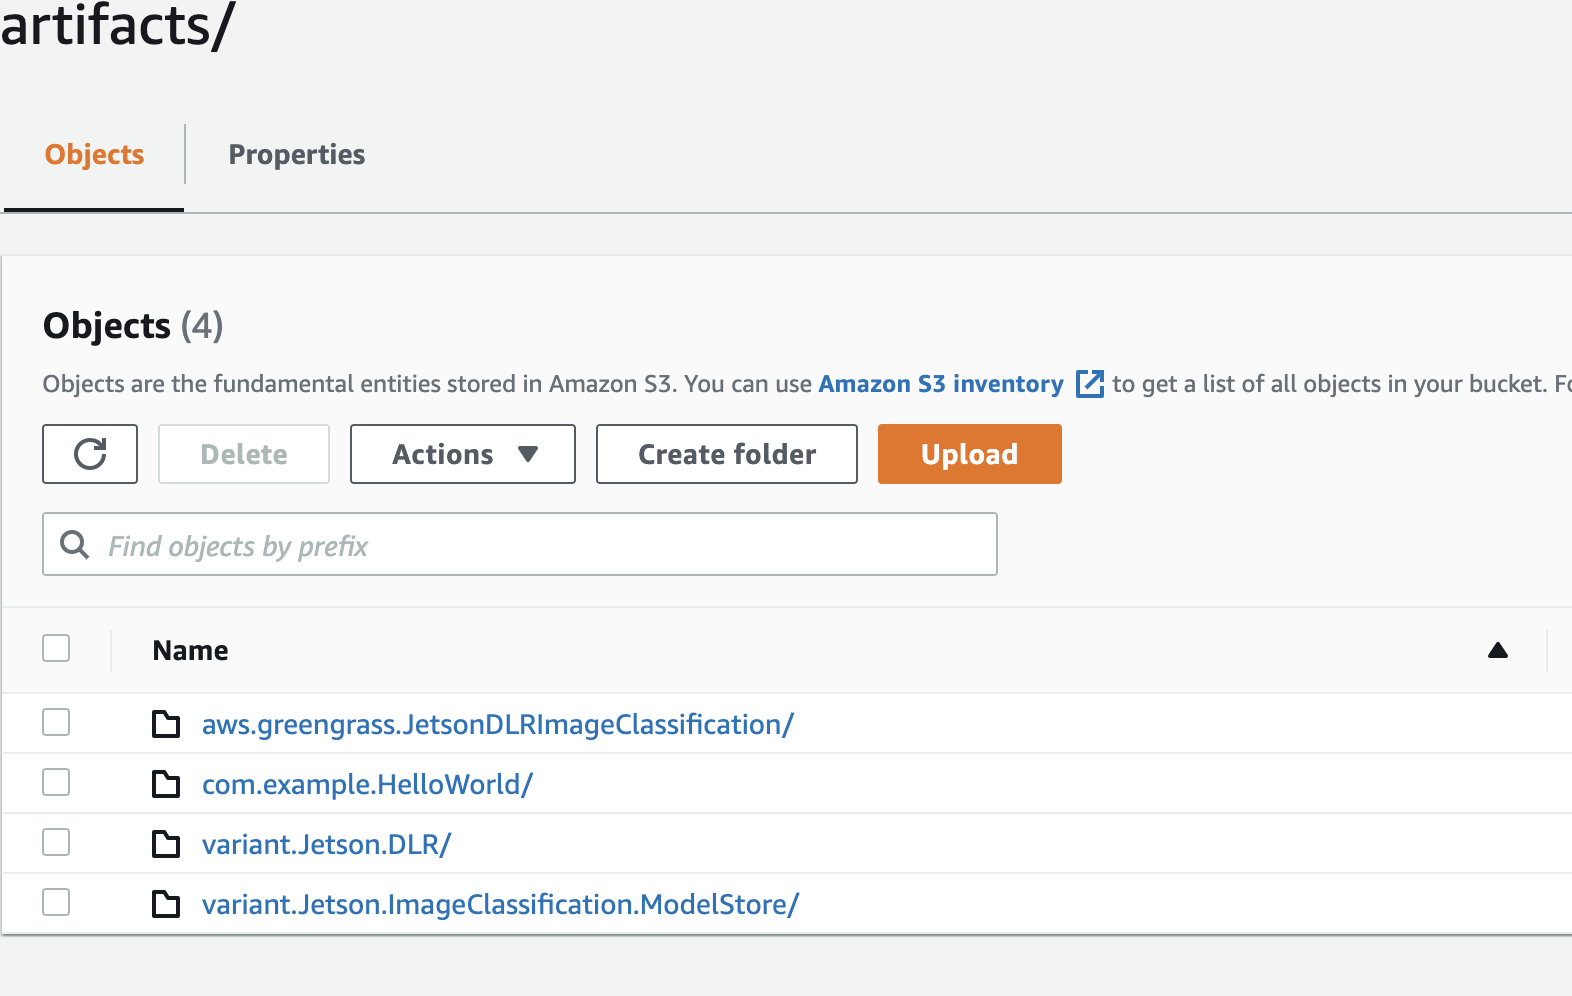 artifacts/
Objects
Properties
Objects (4)
Objects are the fundamental entities stored in Amazon S3. You can use Amazon S3 inventory to get a list of all objects in your bucket.
Delete
Actions
Create folder
Upload
Find objects by prefix
Name
aws.greengrass.JetsonDLRImageClassification/
com.example.HelloWorld/
variant.Jetson.DLR/
variant.Jetson.ImageClassification.ModelStore/